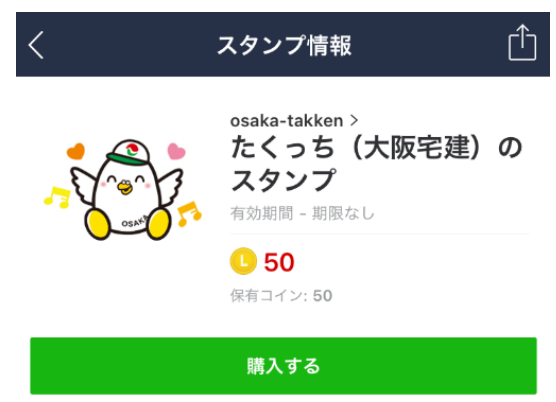 スタンプ情報
osaka-takken >
たくっち（大阪宅建）の
スタンプ
有効期間 - 期限なし
L 50
保有コイン: 50
OSAKA
購入する